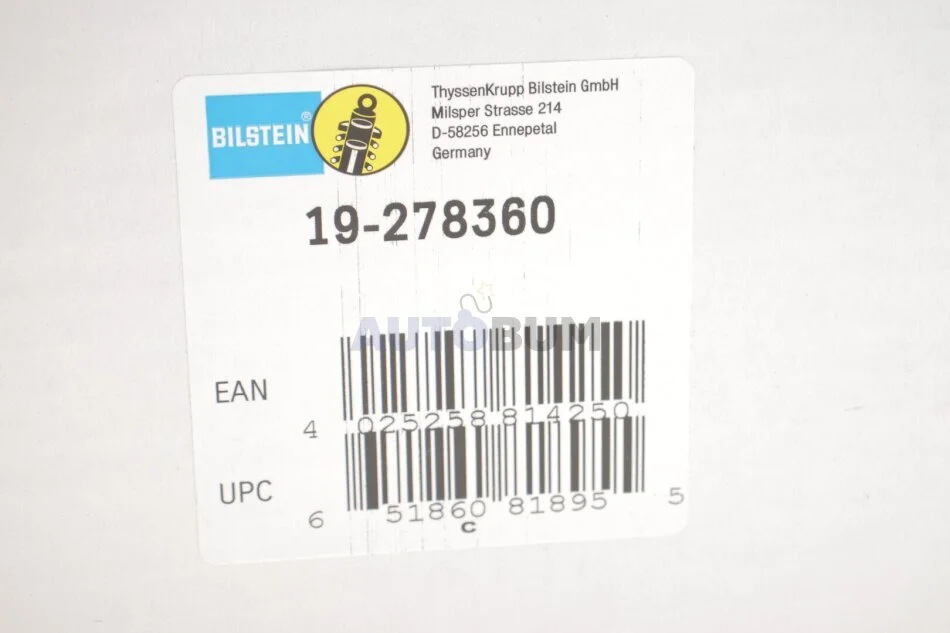 BILSTEIN®
ThyssenKrupp Bilstein GmbH
Milsper Strasse 214
D-58256 Ennepetal
Germany
19-278360
AUTOBUM
EAN
4 025258 814250
UPC
6 51860 81895 5
C